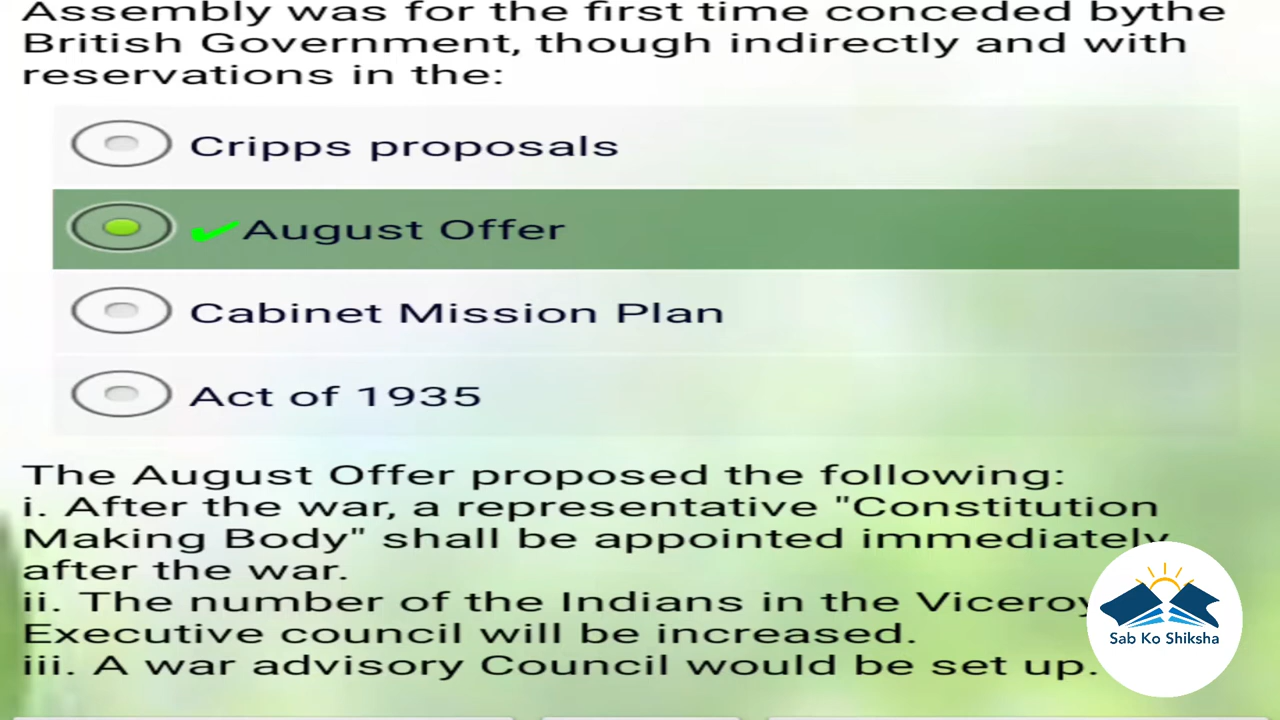 Assembly was for the first time conceded bythe
British Government, though indirectly and with
reservations in the:
Cripps proposals
✔August Offer
Cabinet Mission Plan
Act of 1935
The August Offer proposed the following:
i. After the war, a representative "Constitution
Making Body" shall be appointed immediately
after the war.
ii. The number of the Indians in the Viceroy
Executive council will be increased.
iii. A war advisory Council would be set up.
Sab Ko Shiksha